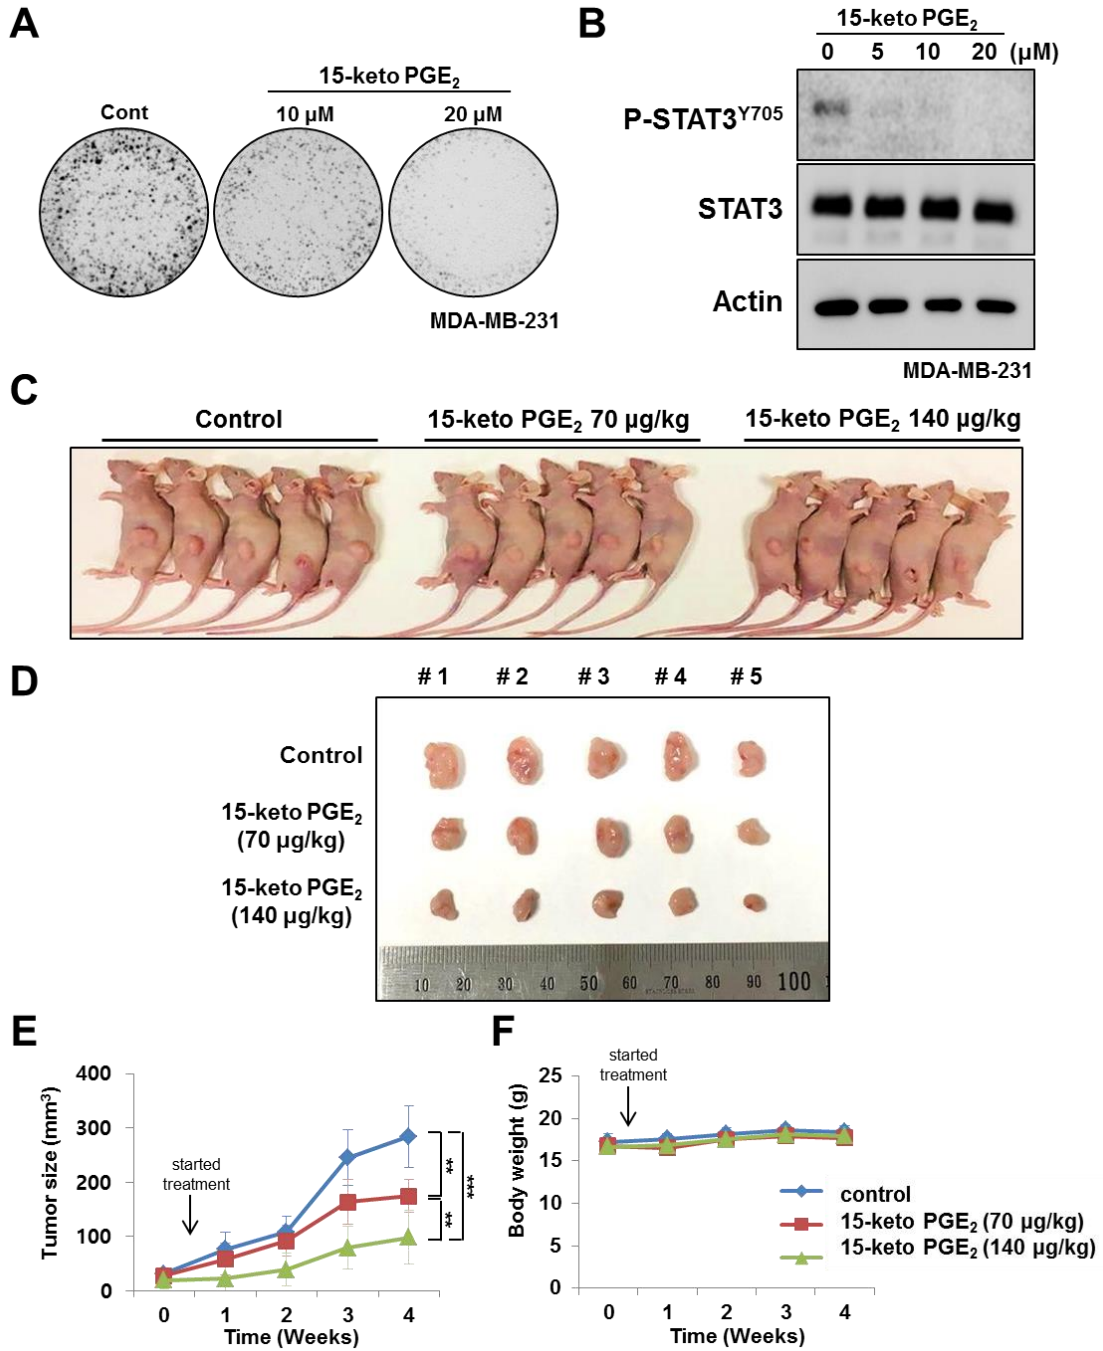 A
15-keto PGE₂
Cont
10 µM
20 µM
MDA-MB-231
B
15-keto PGE₂
0 5 10 20 (µM)
P-STAT3^Y705
STAT3
Actin
MDA-MB-231
C
Control
15-keto PGE₂ 70 µg/kg
15-keto PGE₂ 140 µg/kg
D
# 1 # 2 # 3 # 4 # 5
Control
15-keto PGE₂
(70 µg/kg)
15-keto PGE₂
(140 µg/kg)
10 20 30 40 50 60 70 80 90 100
E
Tumor size (mm³)
400
300
200
100
0
started
treatment
**
**
***
0 1 2 3 4
Time (Weeks)
F
Body weight (g)
25
20
15
10
5
0
started
treatment
control
15-keto PGE₂ (70 µg/kg)
15-keto PGE₂ (140 µg/kg)
0 1 2 3 4
Time (Weeks)